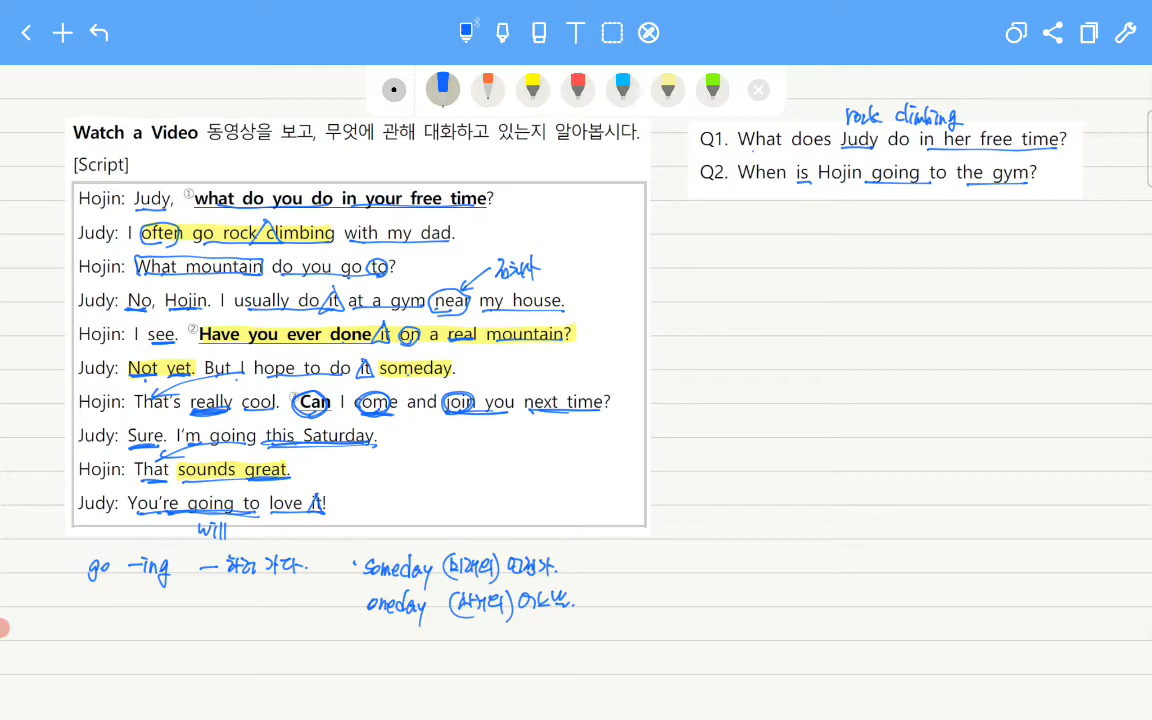 Watch a Video 동영상을 보고, 무엇에 관해 대화하고 있는지 알아봅시다.
[Script]
Hojin: Judy, ①what do you do in your free time?
Judy: I often go rock climbing with my dad.
Hojin: What mountain do you go to?
Judy: No, Hojin. I usually do it at a gym near my house.
Hojin: I see. ②Have you ever done it on a real mountain?
Judy: Not yet. But I hope to do it someday.
Hojin: That's really cool. Can I come and join you next time?
Judy: Sure. I'm going this Saturday.
Hojin: That sounds great.
Judy: You're going to love it!
will
go -ing - 하러 가다.
· someday (미래의) 언젠가.
oneday (과거의) 어느날.
rock climbing
Q1. What does Judy do in her free time?
Q2. When is Hojin going to the gym?